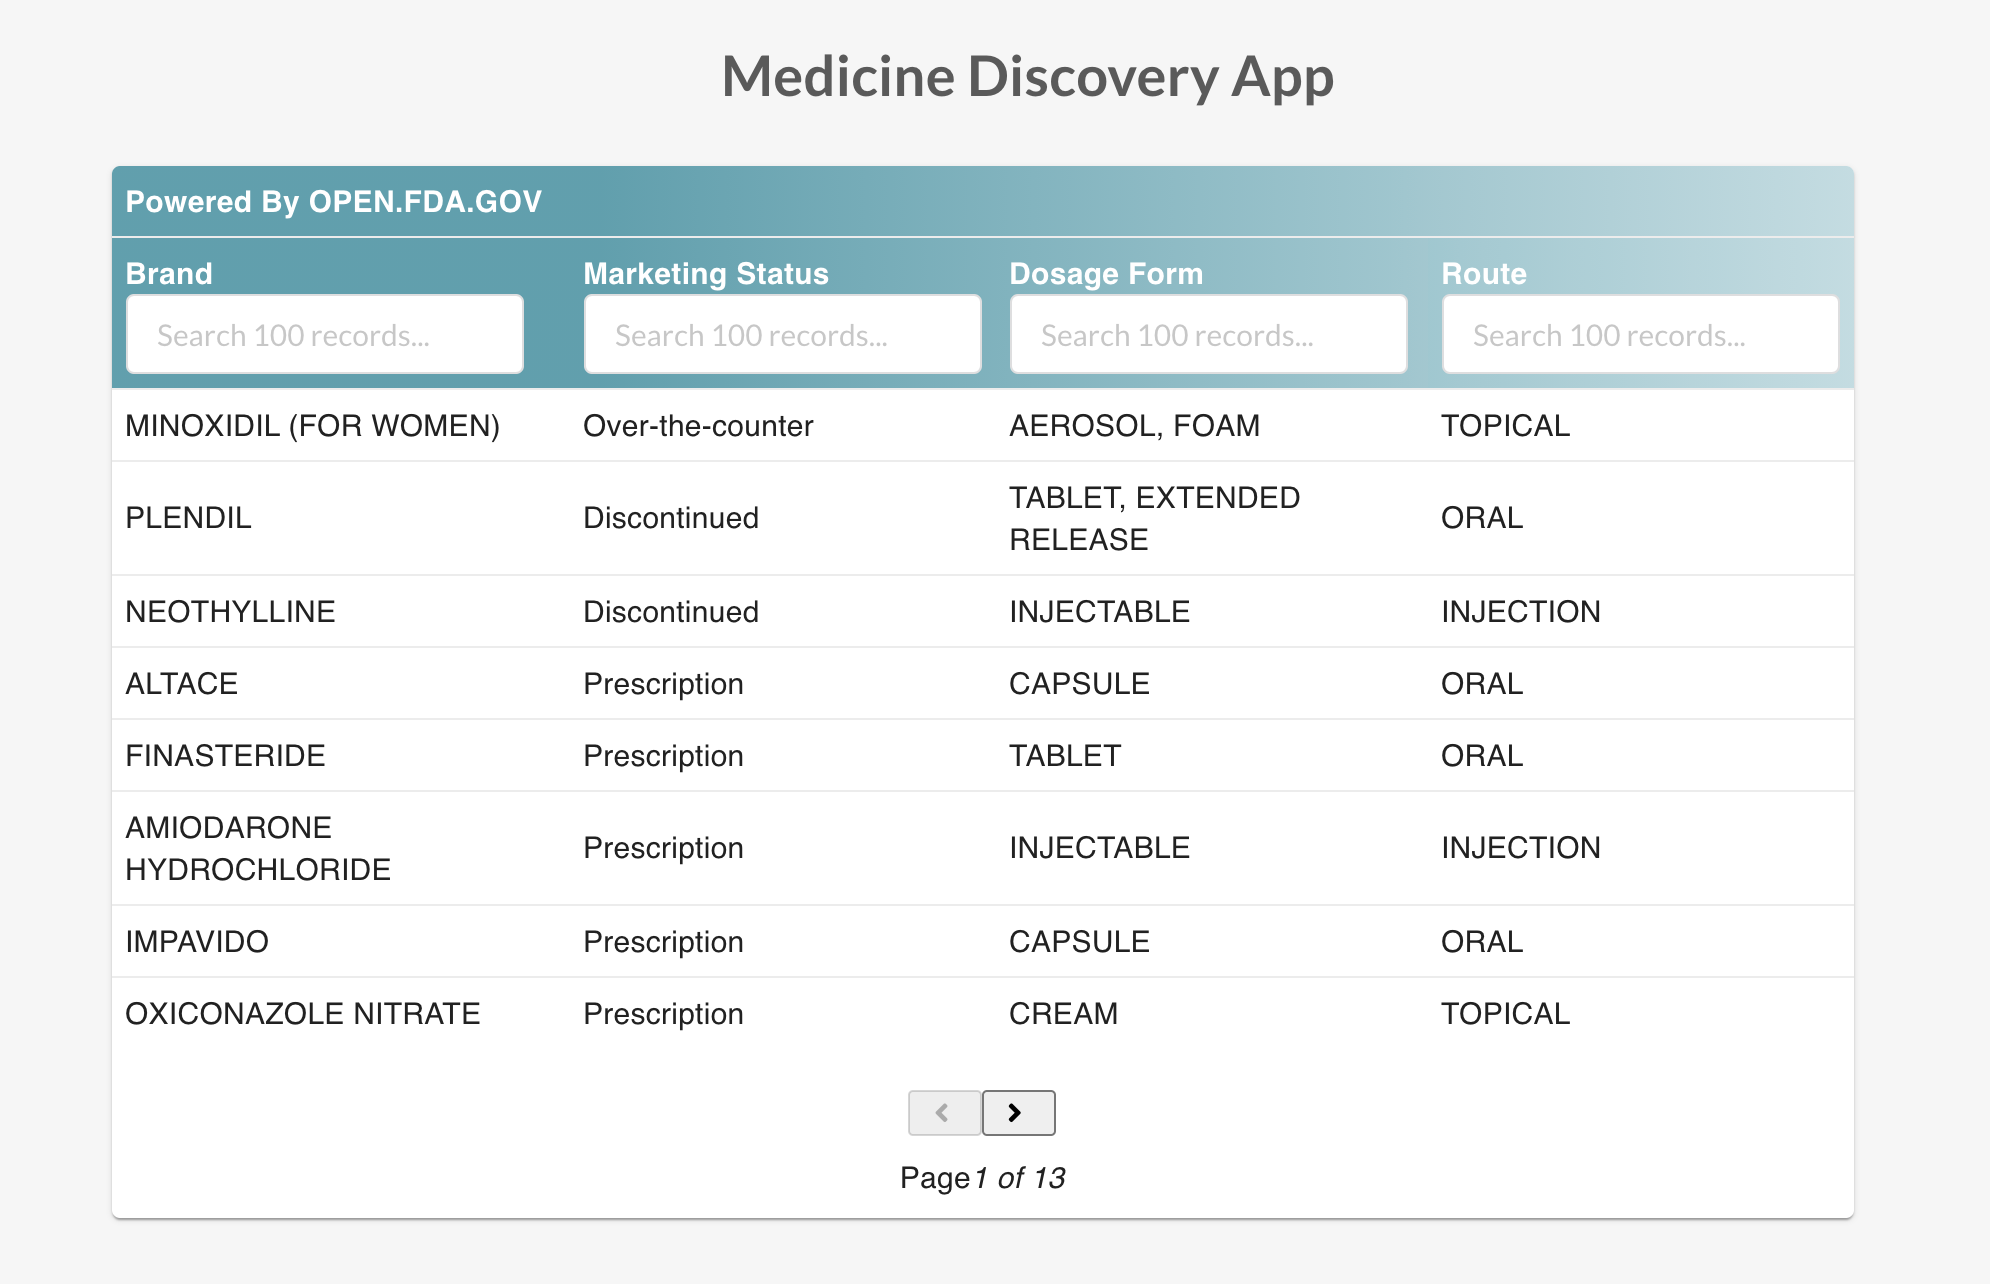 Medicine Discovery App
Powered By OPEN.FDA.GOV
Brand Marketing Status Dosage Form Route
Search 100 records... Search 100 records... Search 100 records... Search 100 records...
MINOXIDIL (FOR WOMEN) Over-the-counter AEROSOL, FOAM TOPICAL
PLENDIL Discontinued TABLET, EXTENDED RELEASE ORAL
NEOTHYLLINE Discontinued INJECTABLE INJECTION
ALTACE Prescription CAPSULE ORAL
FINASTERIDE Prescription TABLET ORAL
AMIODARONE HYDROCHLORIDE Prescription INJECTABLE INJECTION
IMPAVIDO Prescription CAPSULE ORAL
OXICONAZOLE NITRATE Prescription CREAM TOPICAL
Page 1 of 13